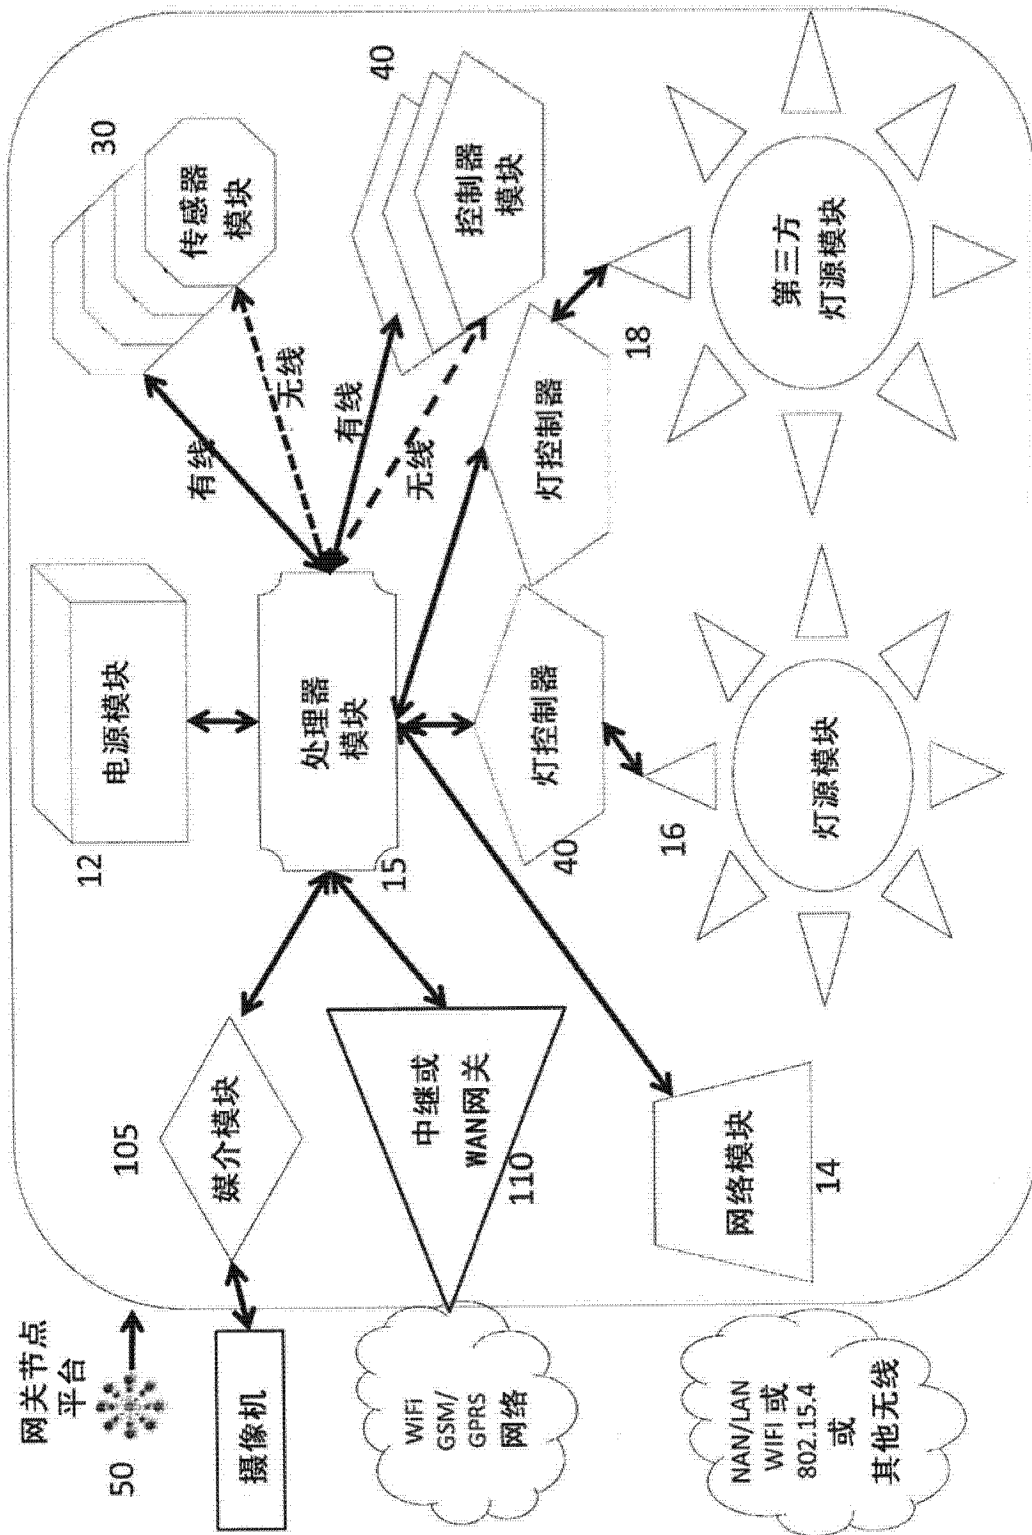 网关节点
平台
50
摄像机
WiFi
GSM/
GPRS
网络
NAN/LAN
WIFI 或
802.15.4
或
其他无线
105
媒介模块
中继或
WAN网关
110
网络模块
14
12
电源模块
处理器
模块
15
灯控制器
40
16
灯源模块
有线
无线
有线
无线
30
传感器
模块
40
控制器
模块
灯控制器
18
第三方
灯源模块